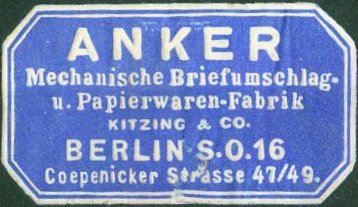 ANKER
Mechanische Briefumschlag-
u. Papierwaren-Fabrik
KITZING & CO.
BERLIN S.O.16
Coepenicker Strasse 47/49.